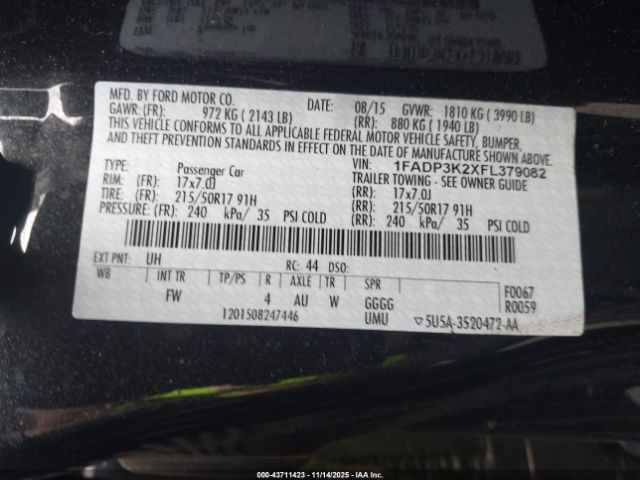 MFD. BY FORD MOTOR CO. DATE: 08/15 GVWR: 1810 KG ( 3990 LB)
GAWR: (FR): 972 KG ( 2143 LB) (RR): 880 KG ( 1940 LB)
THIS VEHICLE CONFORMS TO ALL APPLICABLE FEDERAL MOTOR VEHICLE SAFETY, BUMPER,
AND THEFT PREVENTION STANDARDS IN EFFECT ON THE DATE OF MANUFACTURE SHOWN ABOVE.
VIN: 1FADP3K2XFL379082
TYPE: Passenger Car TRAILER TOWING - SEE OWNER GUIDE
RIM: (FR): 17x7.0J (RR): 17x7.0J
TIRE: (FR): 215/50R17 91H (RR): 215/50R17 91H
PRESSURE: (FR): 240 kPa/ 35 PSI COLD (RR): 240 kPa/ 35 PSI COLD
EXT PNT: UH RC: 44 DSO:
WB INT TR TP/PS R AXLE TR SPR F0067
FW 4 AU W GGGG R0059
1201508247446 UMU ▽5U5A-3520472-AA
00-43711423 - 11/14/2025 - IAAI.com